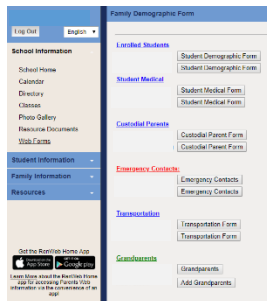 Family Demographic Form
Log Out
English
School Information
School Home
Calendar
Directory
Classes
Photo Gallery
Resource Documents
Web Forms
Student Information
Family Information
Resources
Get the RenWeb Home App
App Store
Google play
Learn More about the RenWeb Home
app for accessing Parents Web
information via the convenience of an
app!
Enrolled Students
Student Demographic Form
Student Demographic Form
Student Medical
Student Medical Form
Student Medical Form
Custodial Parents
Custodial Parent Form
Custodial Parent Form
Emergency Contacts:
Emergency Contacts
Emergency Contacts
Transportation
Transportation Form
Transportation Form
Grandparents
Grandparents
Add Grandparents